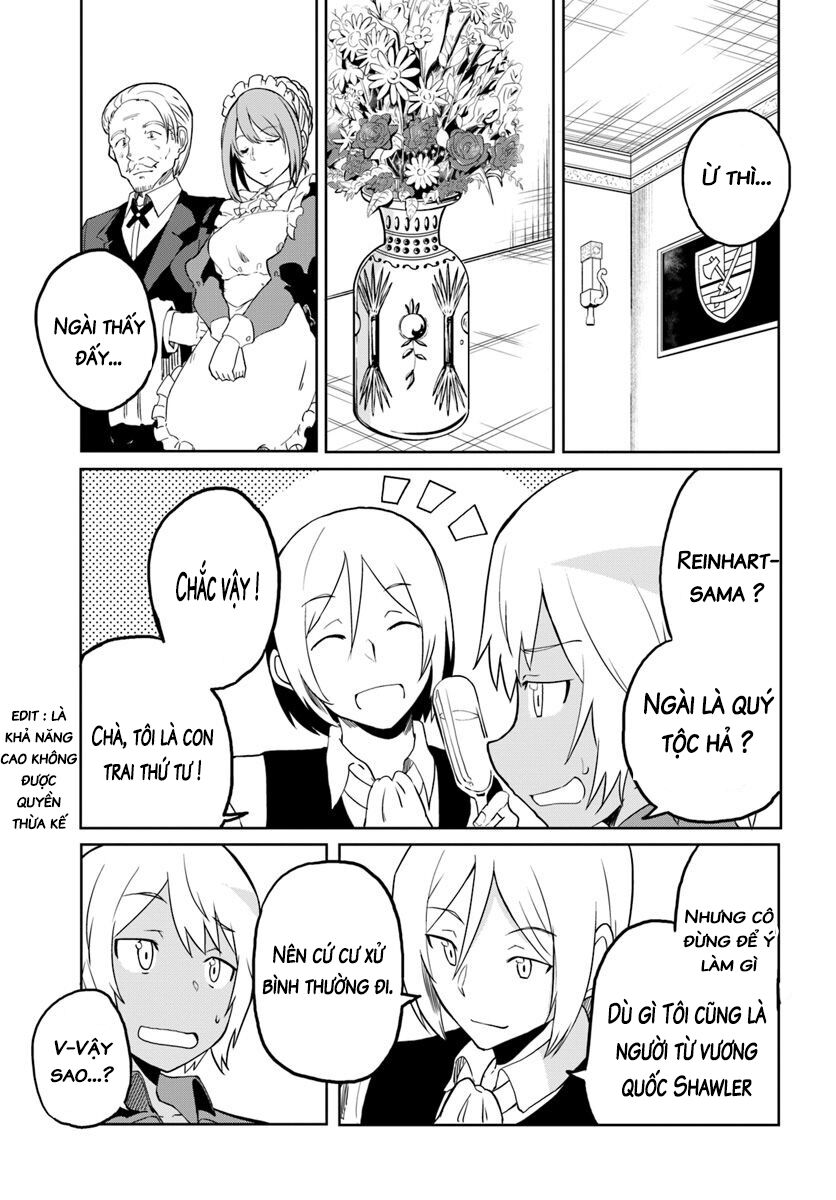 Ừ THÌ...
NGÀI THẤY
ĐẤY...
REINHART-
SAMA ?
NGÀI LÀ QUÝ
TỘC HẢ ?
CHẮC VẬY !
CHÀ, TÔI LÀ CON
TRAI THỨ TƯ !
EDIT : LÀ
KHẢ NĂNG
CAO KHÔNG
ĐƯỢC
QUYỀN
THỪA KẾ
NHƯNG CÔ
ĐỪNG ĐỂ Ý
LÀM GÌ
DÙ GÌ TÔI CŨNG LÀ
NGƯỜI TỪ VƯƠNG
QUỐC SHAWLER
NÊN CỨ CƯ XỬ
BÌNH THƯỜNG ĐI.
V-VẬY
SAO...?